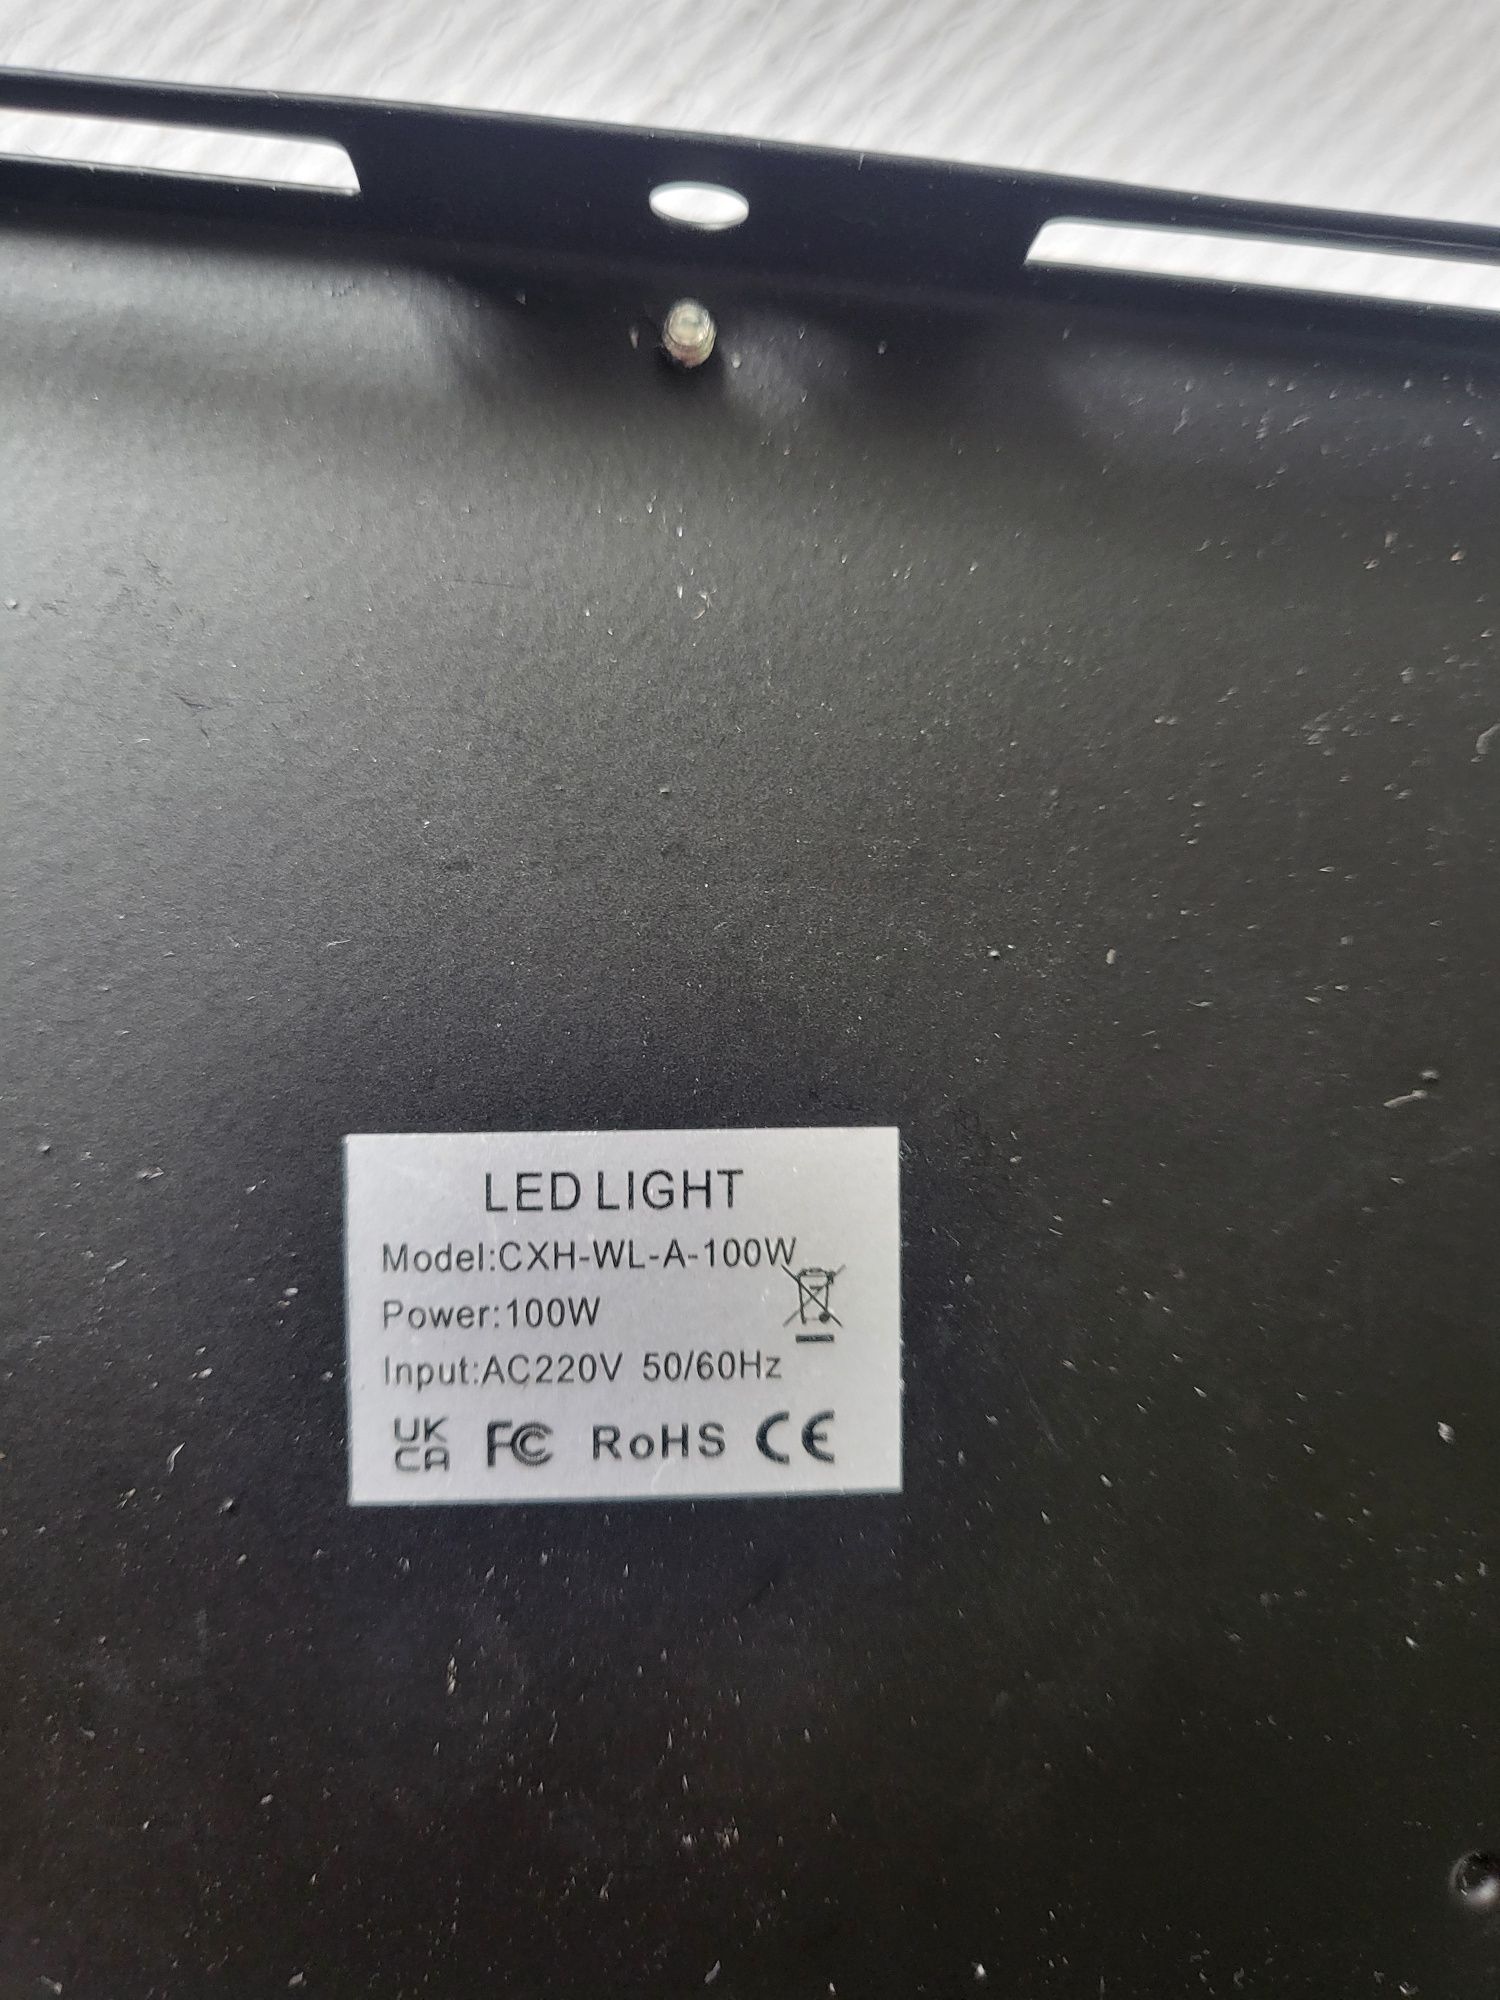 LED LIGHT
Model:CXH-WL-A-100W
Power:100W
Input:AC220V 50/60Hz
UK
CA FC RoHS CE